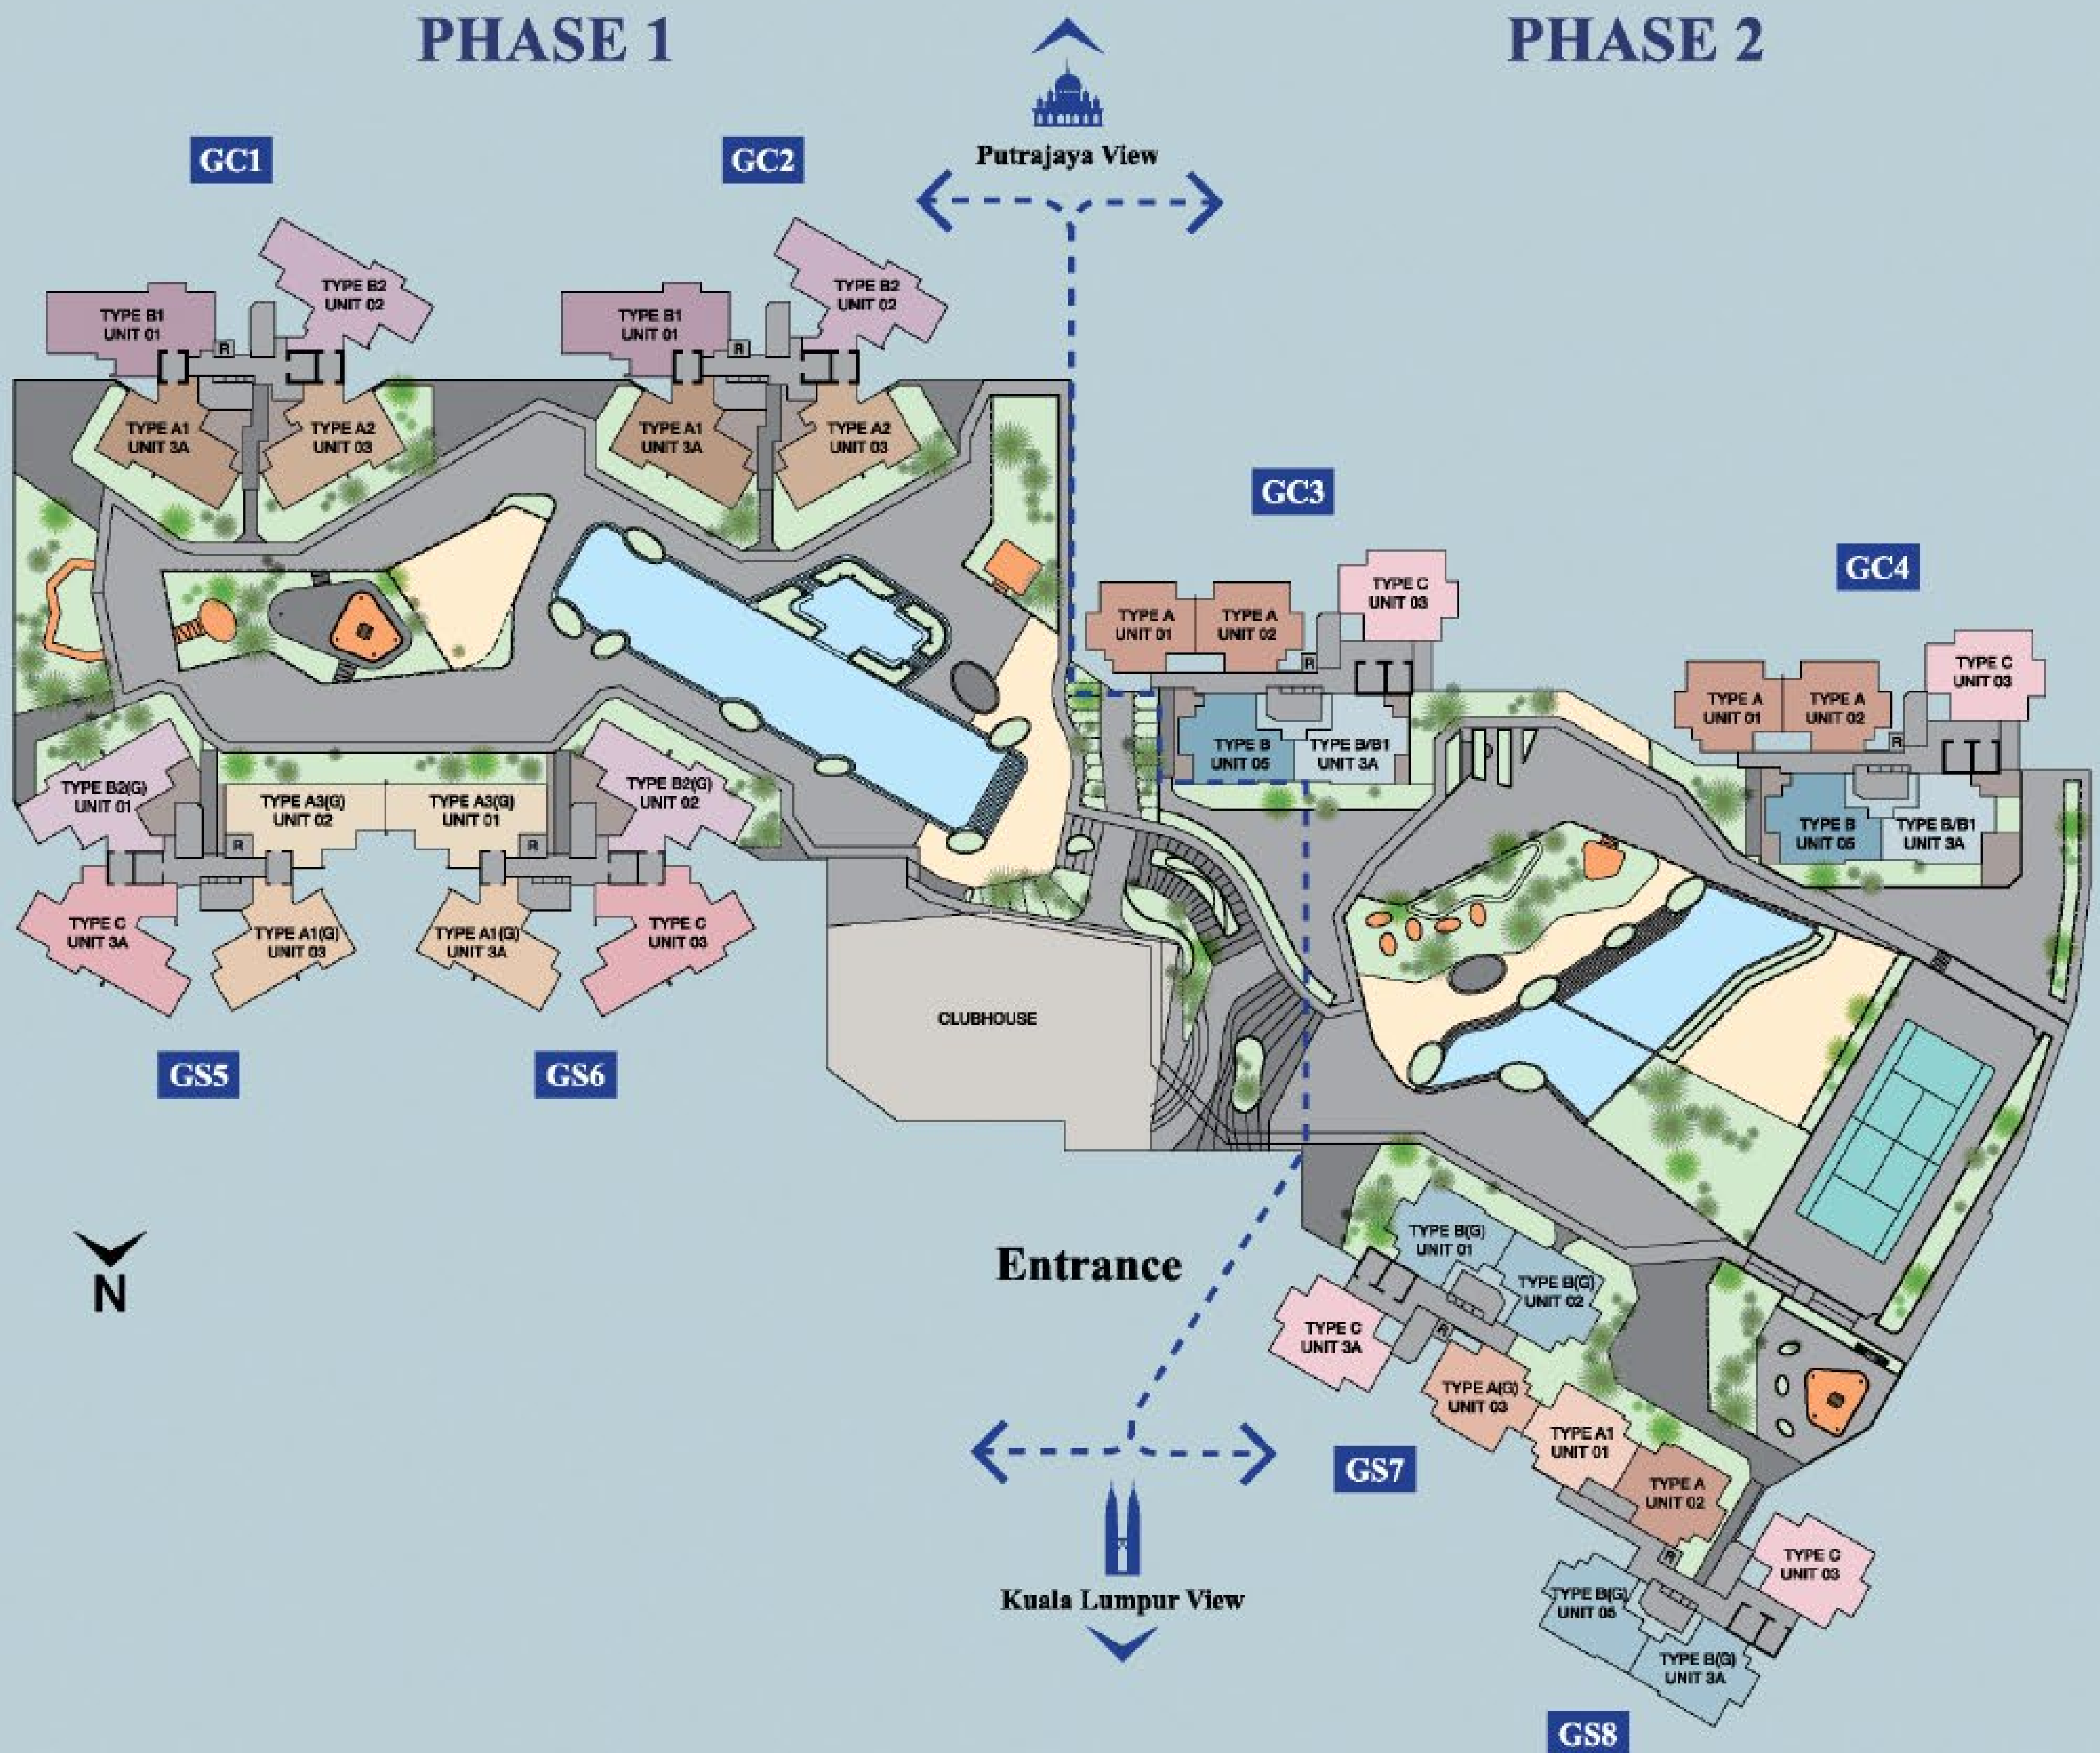 PHASE 1
PHASE 2
Putrajaya View
GC1
GC2
TYPE B1
UNIT 01
TYPE B2
UNIT 02
R
TYPE A1
UNIT 3A
TYPE A2
UNIT 03
TYPE B1
UNIT 01
TYPE B2
UNIT 02
R
TYPE A1
UNIT 3A
TYPE A2
UNIT 03
GC3
TYPE A
UNIT 01
TYPE A
UNIT 02
TYPE C
UNIT 03
R
TYPE B
UNIT 05
TYPE B/B1
UNIT 3A
GC4
TYPE A
UNIT 01
TYPE A
UNIT 02
TYPE C
UNIT 03
R
TYPE B
UNIT 05
TYPE B/B1
UNIT 3A
TYPE B2(G)
UNIT 01
TYPE A3(G)
UNIT 02
TYPE A3(G)
UNIT 01
TYPE B2(G)
UNIT 02
R
R
TYPE C
UNIT 3A
TYPE A1(G)
UNIT 03
TYPE A1(G)
UNIT 3A
TYPE C
UNIT 03
GS5
GS6
CLUBHOUSE
N
Entrance
TYPE B(G)
UNIT 01
TYPE B(G)
UNIT 02
TYPE C
UNIT 3A
R
TYPE A(G)
UNIT 03
TYPE A1
UNIT 01
TYPE A
UNIT 02
GS7
R
TYPE C
UNIT 03
TYPE B(G)
UNIT 05
TYPE B(G)
UNIT 3A
GS8
Kuala Lumpur View